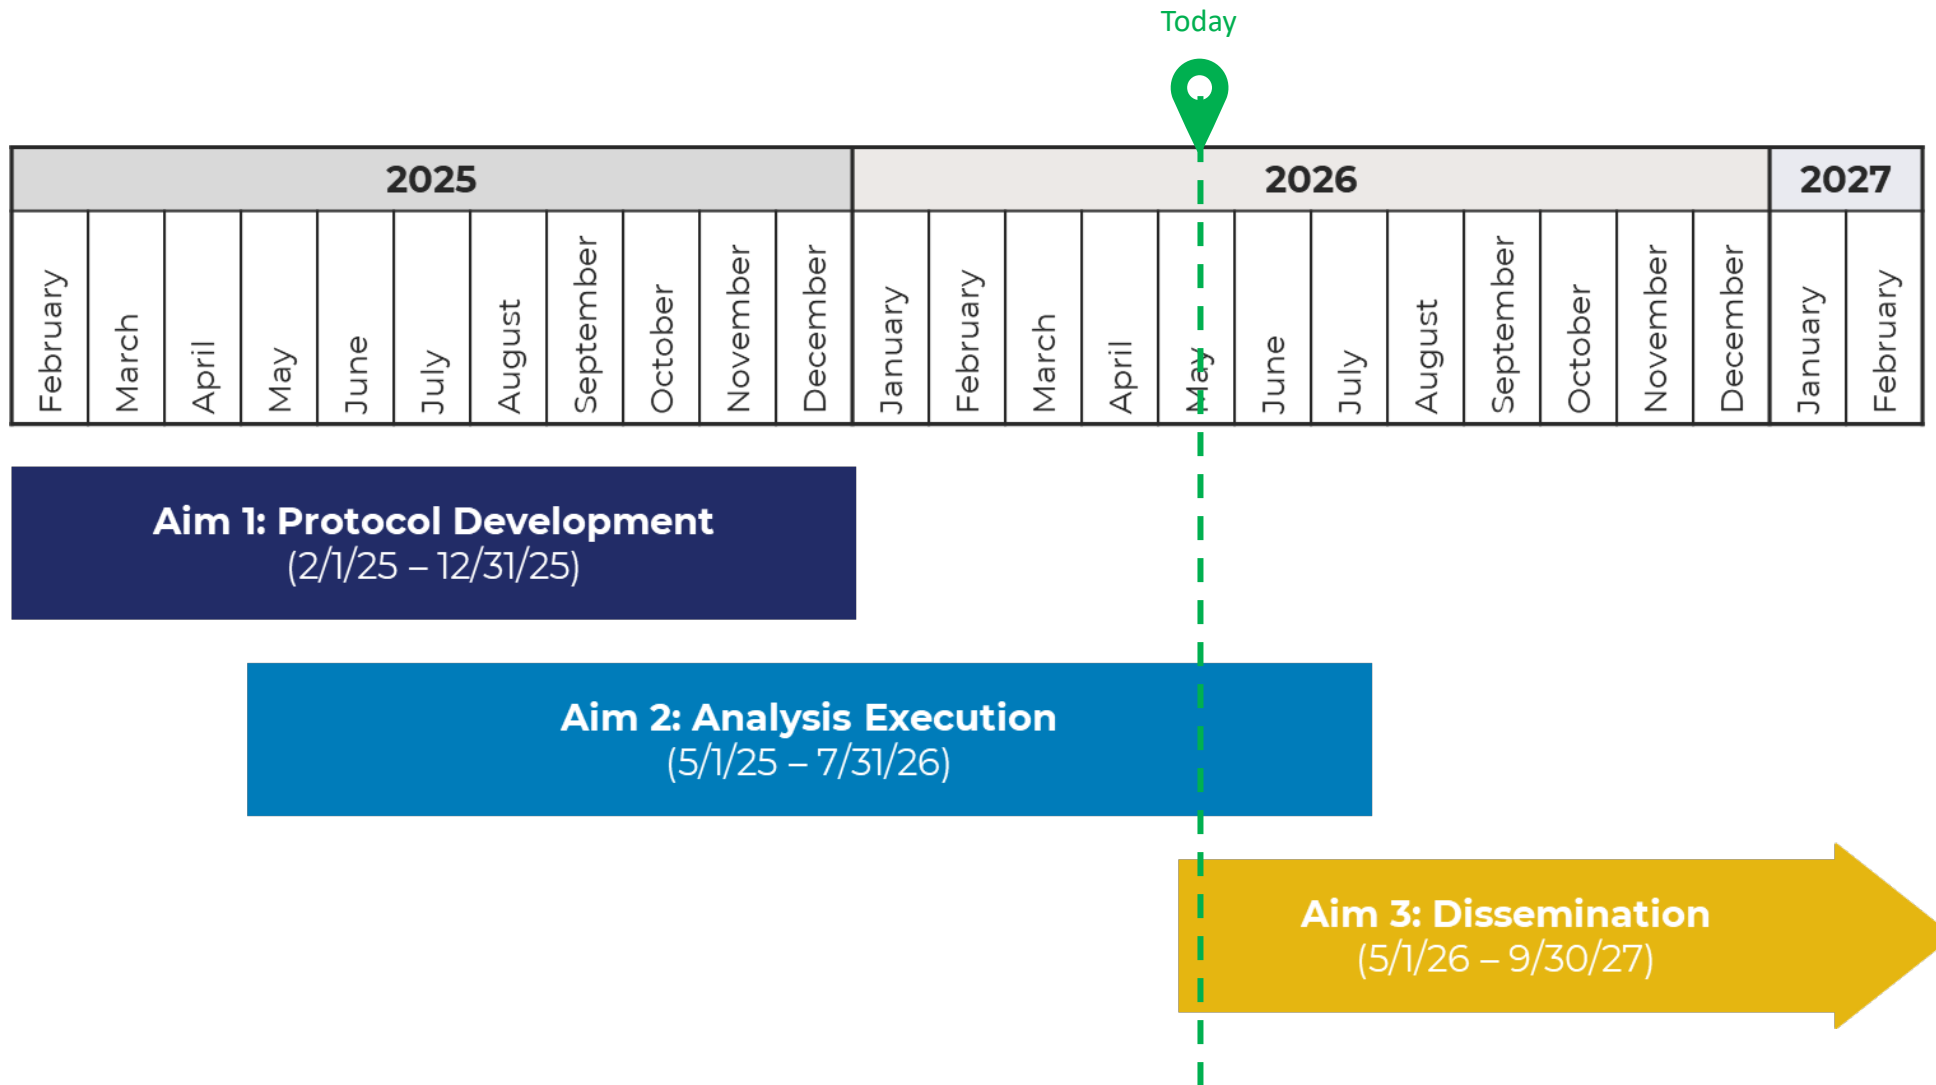 Today
2025
2026
2027
February
March
April
May
June
July
August
September
October
November
December
January
February
March
April
May
June
July
August
September
October
November
December
January
February
Aim 1: Protocol Development
(2/1/25 – 12/31/25)
Aim 2: Analysis Execution
(5/1/25 – 7/31/26)
Aim 3: Dissemination
(5/1/26 – 9/30/27)